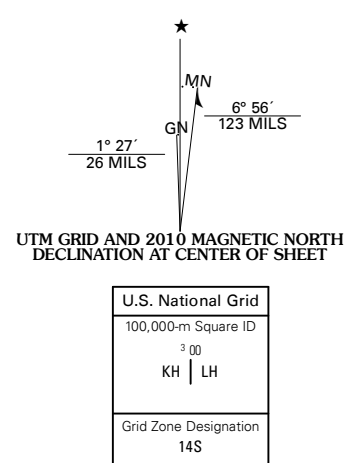 ★
MN
6° 56´
123 MILS
GN
1° 27´
26 MILS
UTM GRID AND 2010 MAGNETIC NORTH
DECLINATION AT CENTER OF SHEET
U.S. National Grid
100,000-m Square ID
3 00
KH LH
Grid Zone Designation
14S